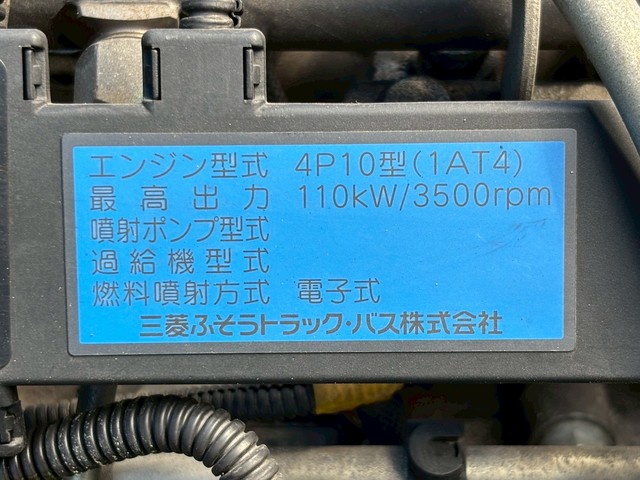 エンジン型式 4P10型(1AT4)
最高出力 110kW/3500rpm
噴射ポンプ型式
過給機型式
燃料噴射方式 電子式
三菱ふそうトラック・バス株式会社